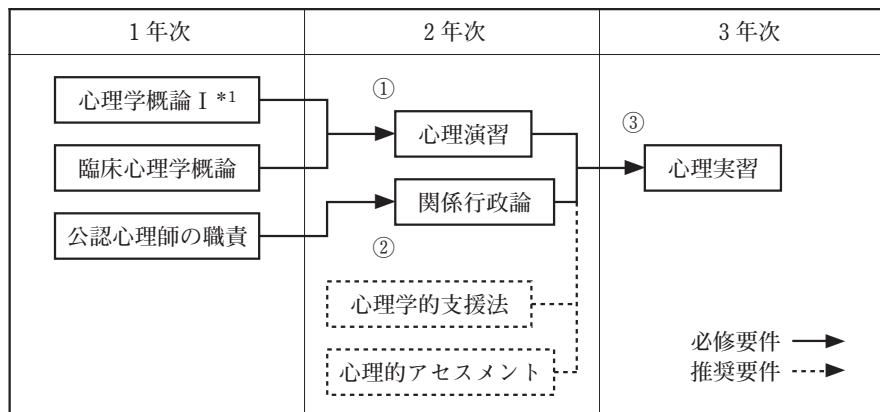 1 年次
2 年次
3 年次
心理学概論Ⅰ *1
臨床心理学概論
公認心理師の職責
①
心理演習
関係行政論
②
心理学的支援法
心理的アセスメント
③
心理実習
必修要件
推奨要件